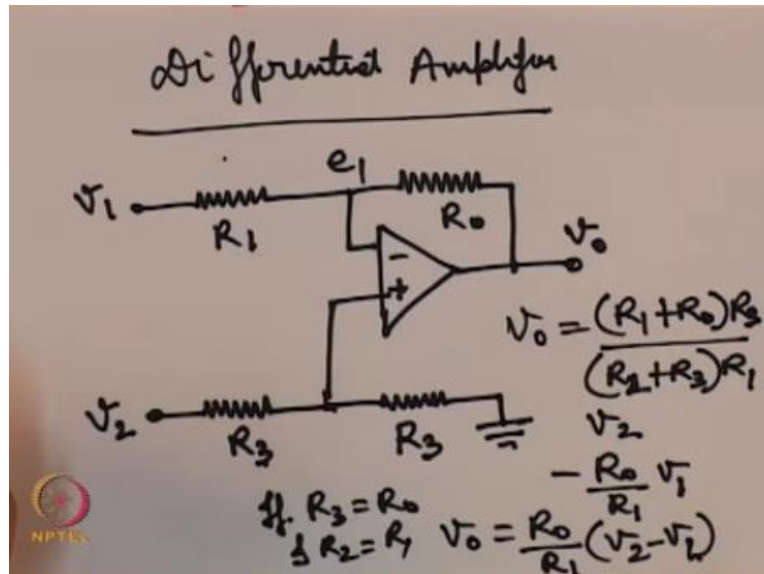 Differential Amplifier
e₁
v₁
R₁
R₀
v₀
-
+
v₀ = (R₁+R₀)R₃
(R₂+R₃)R₁
v₂
- R₀/R₁ v₁
v₂
R₃
R₃
If. R₃ = R₀
& R₂ = R₁
v₀ = R₀/R₁ (v₂-v₁)
NPTEL